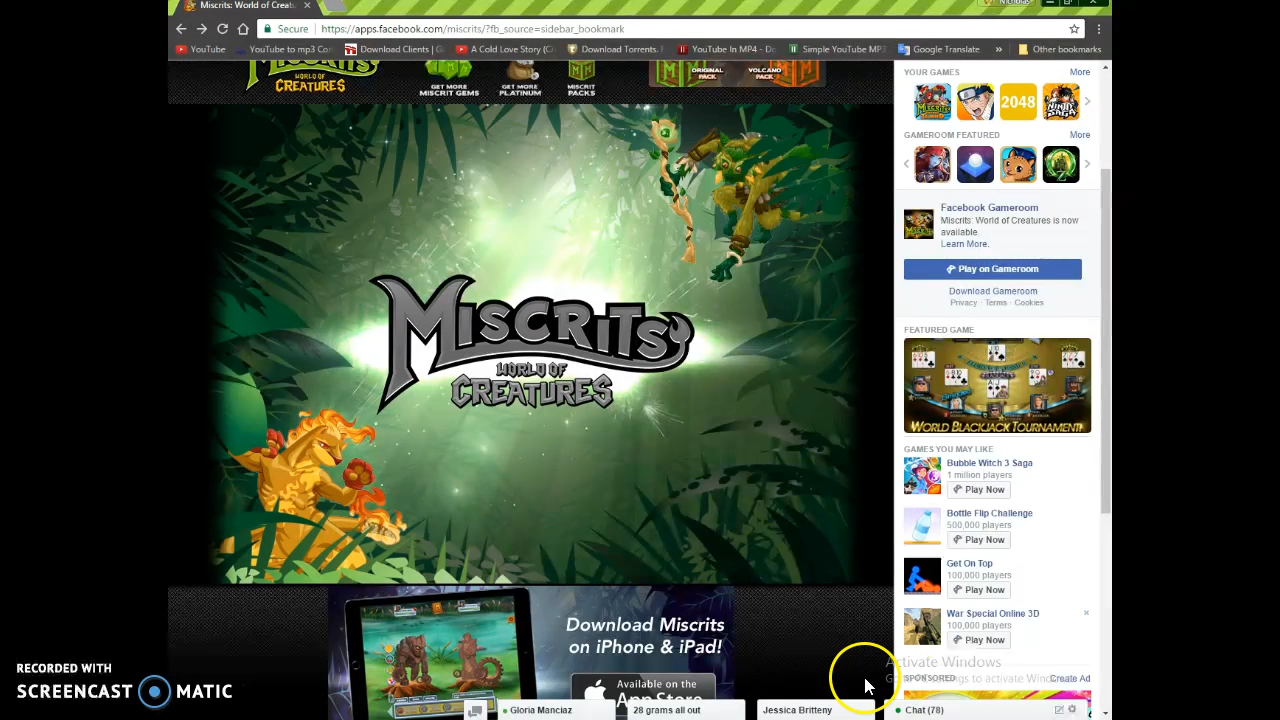 Miscrits: World of Creatu
Nicholas
Secure
https://apps.facebook.com/miscrits/?fb_source=sidebar_bookmark
YouTube
YouTube to mp3 Con
Download Clients | G
A Cold Love Story (C
Download Torrents.
YouTube In MP4 - Do
Simple YouTube MP3
Google Translate
»
Other bookmarks
MISCRITS
WORLD OF
CREATURES
GET MORE
MISCRIT GEMS
GET MORE
PLATINUM
MISCRIT
PACKS
ORIGINAL
PACK
VOLCANO
PACK
MISCRITS
WORLD OF
CREATURES
Download Miscrits
on iPhone & iPad!
Available on the
App Store
YOUR GAMES
More
2048
NINJA
SAGA
GAMEROOM FEATURED
More
Facebook Gameroom
Miscrits: World of Creatures is now
available.
Learn More.
Play on Gameroom
Download Gameroom
Privacy · Terms · Cookies
FEATURED GAME
WORLD BLACKJACK TOURNAMENT!
GAMES YOU MAY LIKE
Bubble Witch 3 Saga
1 million players
Play Now
Bottle Flip Challenge
500,000 players
Play Now
Get On Top
100,000 players
Play Now
War Special Online 3D
100,000 players
Play Now
Activate Windows
SPONSORED
Create Ad
Gloria Manciaz
28 grams all out
Jessica Britteny
Chat (78)
RECORDED WITH
SCREENCAST MATIC